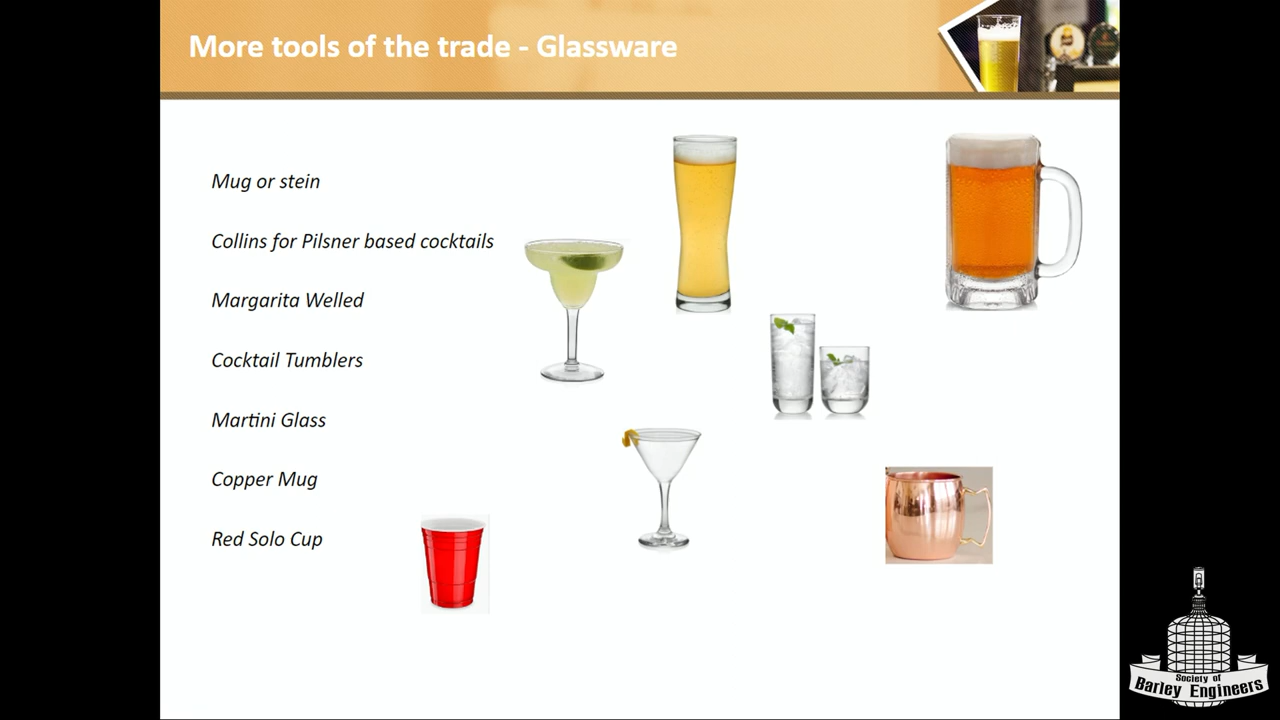 More tools of the trade - Glassware
Mug or stein
Collins for Pilsner based cocktails
Margarita Welled
Cocktail Tumblers
Martini Glass
Copper Mug
Red Solo Cup
Society of
Barley Engineers